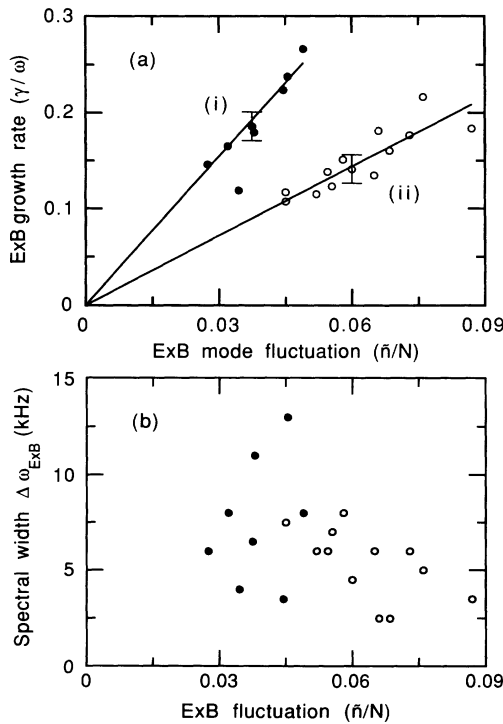 0.3
(a)
(i)
0.2
ExB growth rate (γ/ω)
0.1
(ii)
0
0 0.03 0.06 0.09
ExB mode fluctuation (ñ/N)
15
(b)
10
Spectral width Δ ω_ExB (kHz)
5
0
0 0.03 0.06 0.09
ExB fluctuation (ñ/N)